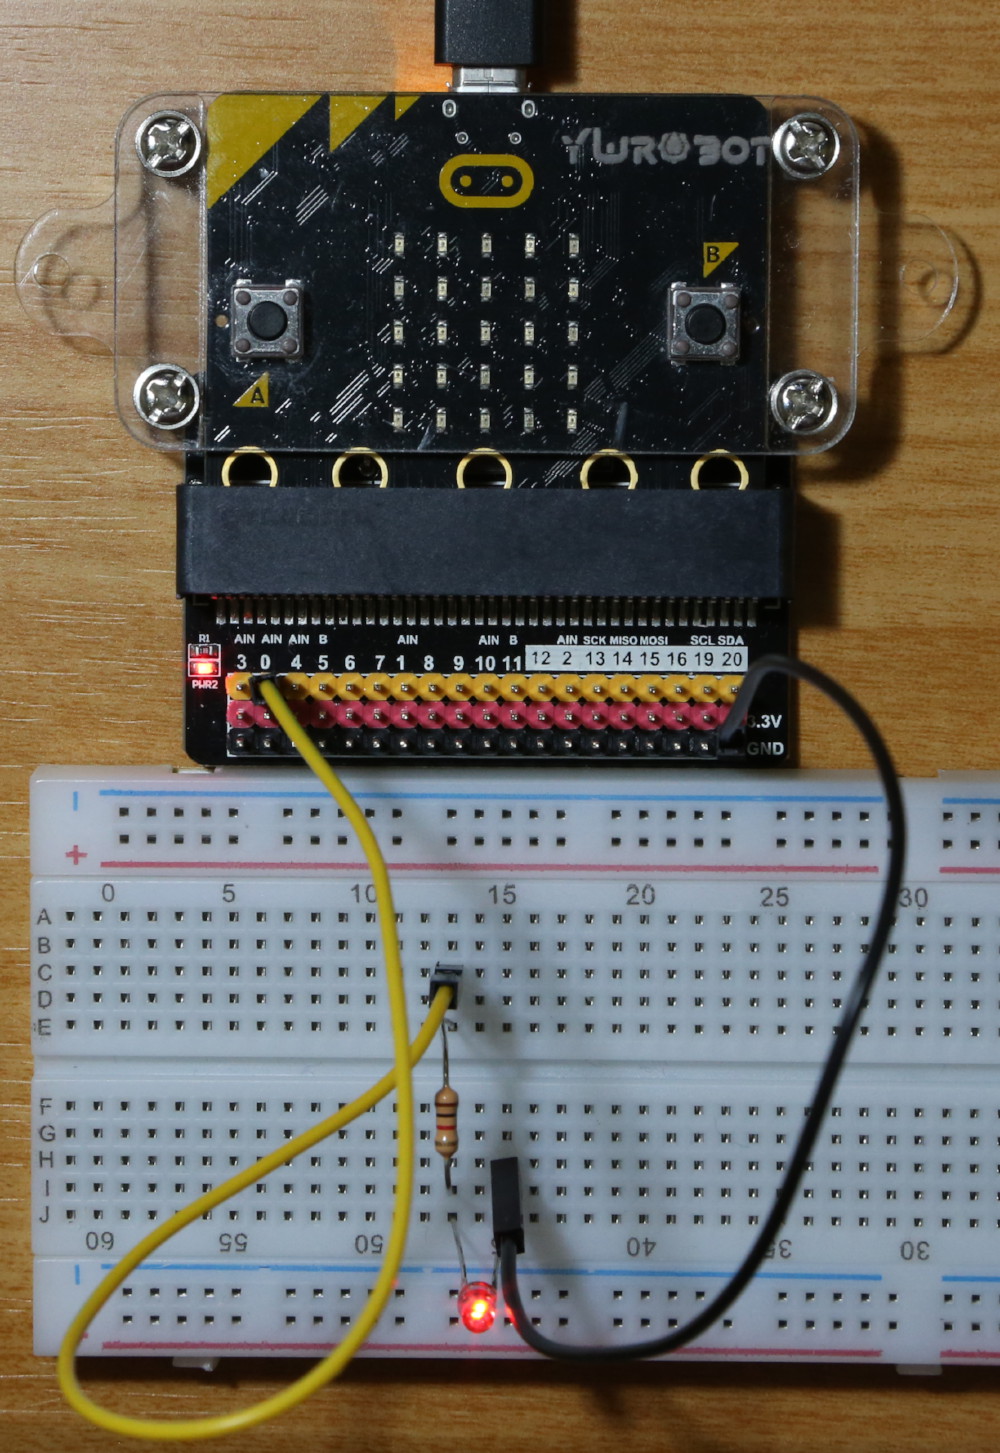 YWROBOT
B
A
R1
PWR2
AIN AIN AIN B AIN AIN B AIN SCK MISO MOSI SCL SDA
3 0 4 5 6 7 1 8 9 10 11 12 2 13 14 15 16 19 20
3.3V
GND
+
0 5 10 15 20 25 30
A
B
C
D
E
F
G
H
I
J
60 55 50 40 35 30